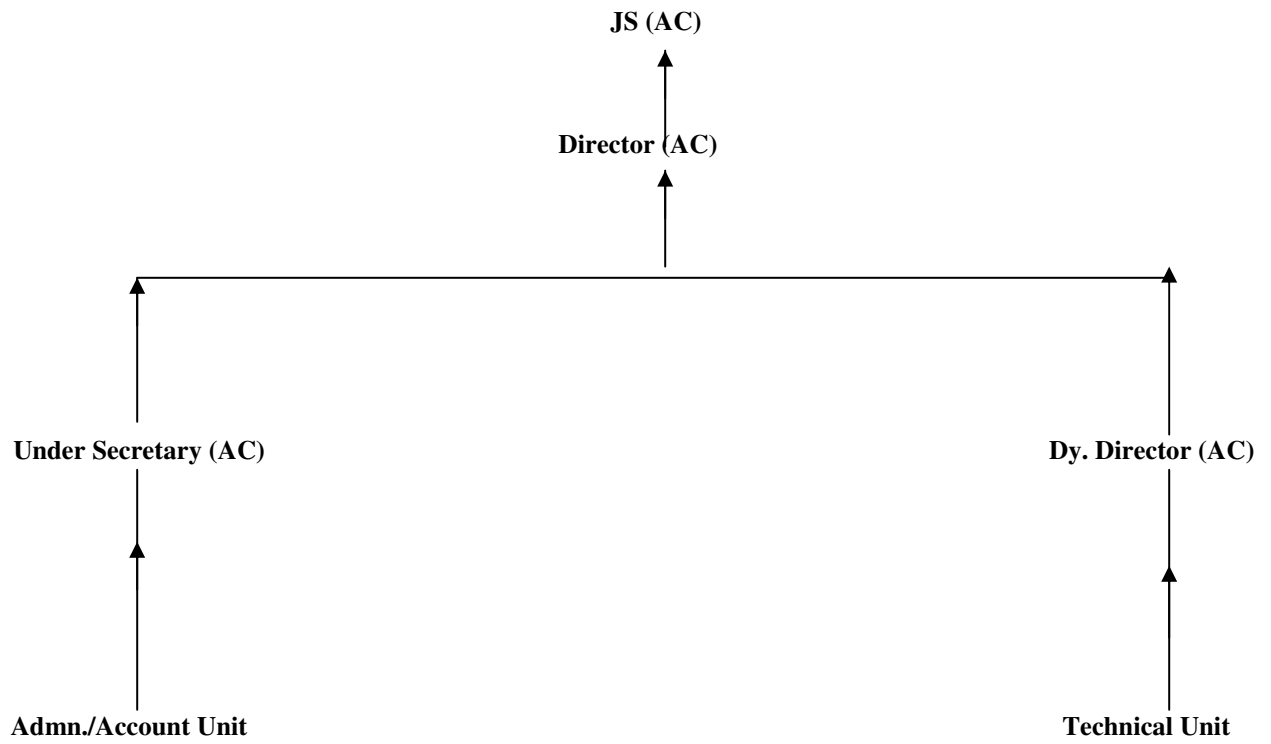 JS (AC)
Director (AC)
Under Secretary (AC)
Dy. Director (AC)
Admn./Account Unit
Technical Unit